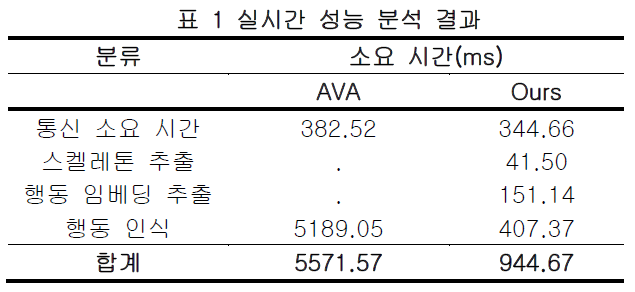 표 1 실시간 성능 분석 결과
분류 소요 시간(ms)
AVA Ours
통신 소요 시간 382.52 344.66
스켈레톤 추출 . 41.50
행동 임베딩 추출 . 151.14
행동 인식 5189.05 407.37
합계 5571.57 944.67